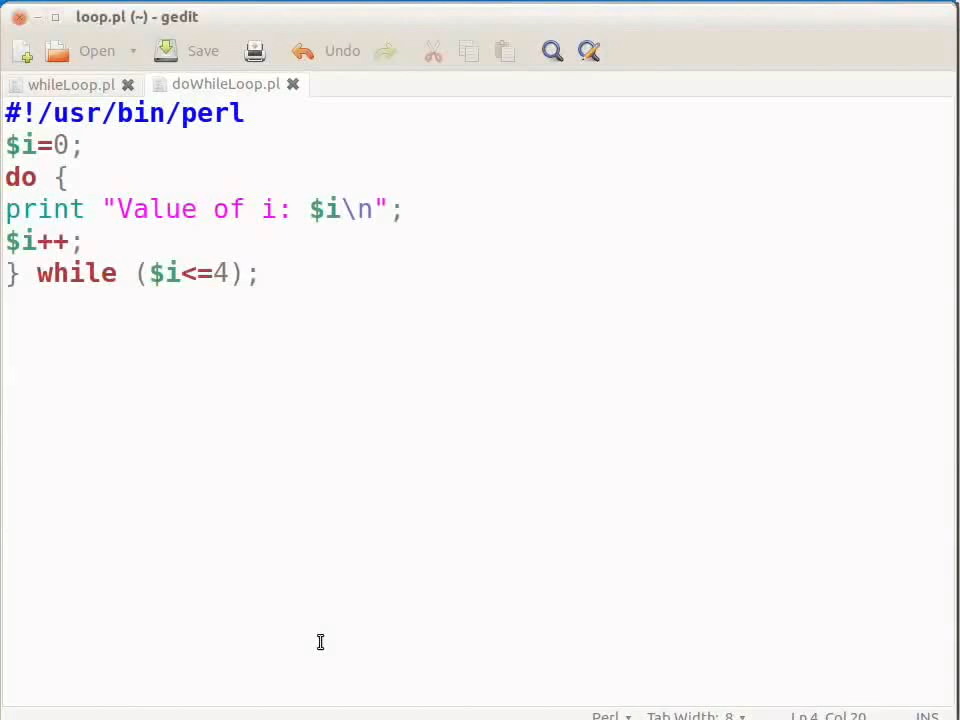 loop.pl (~) - gedit
Open Save Undo
whileLoop.pl doWhileLoop.pl
#!/usr/bin/perl
$i=0;
do {
print "Value of i: $i\n";
$i++;
} while ($i<=4);
Perl Tab Width: 8 Ln 4, Col 20 INS